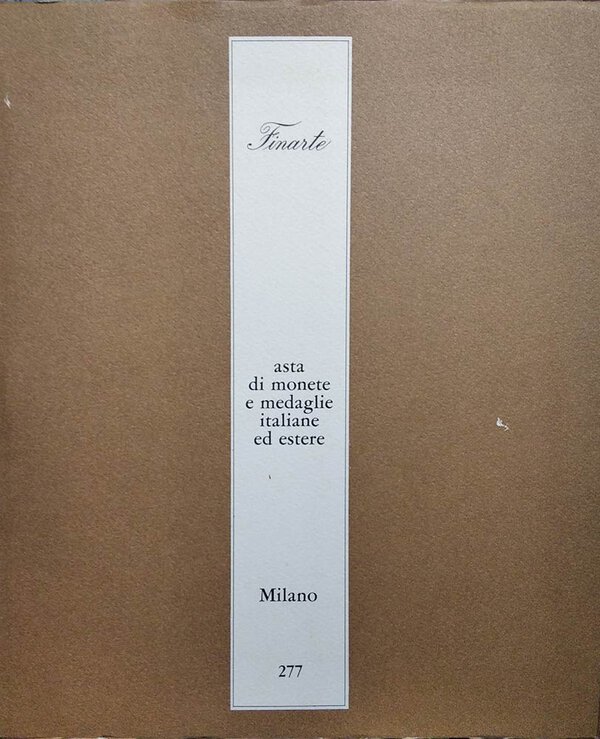 Finarte
asta
di monete
e medaglie
italiane
ed estere
Milano
277